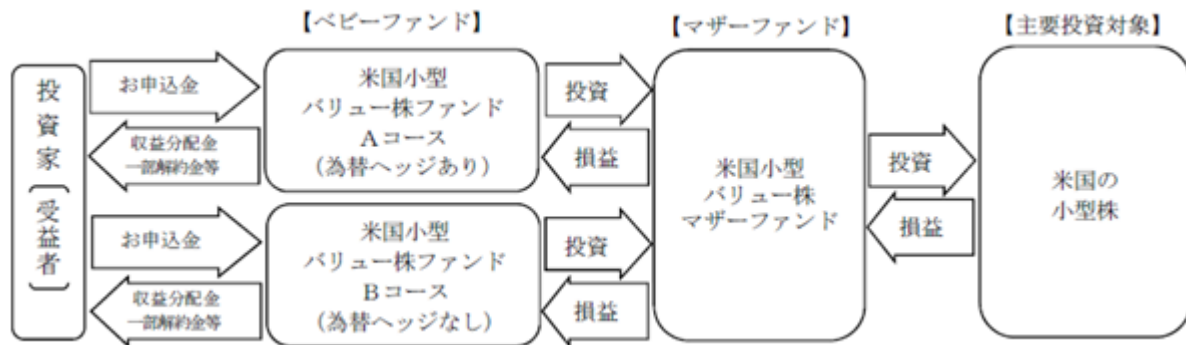 【ベビーファンド】
【マザーファンド】
【主要投資対象】
投資家〔受益者〕
お申込金
収益分配金
一部解約金等
米国小型
バリュー株ファンド
Aコース
(為替ヘッジあり)
投資
損益
お申込金
収益分配金
一部解約金等
米国小型
バリュー株ファンド
Bコース
(為替ヘッジなし)
投資
損益
米国小型
バリュー株
マザーファンド
投資
損益
米国の
小型株